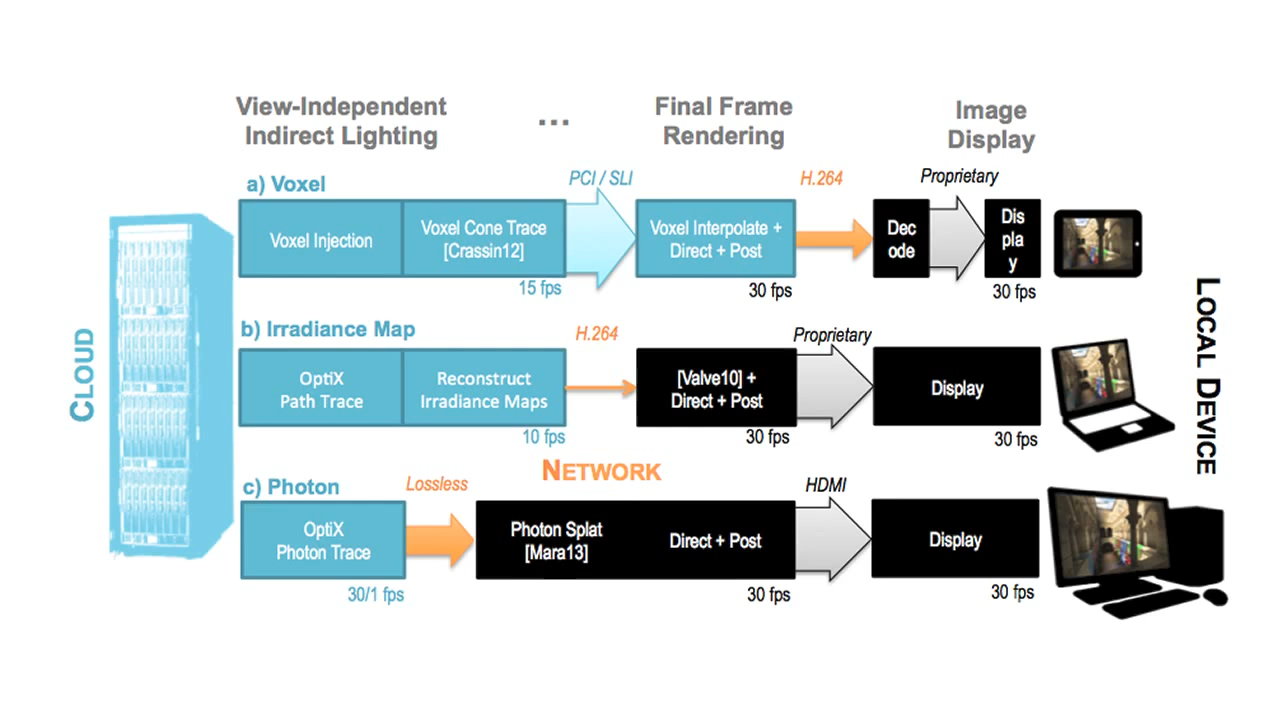 View-Independent
Indirect Lighting
...
Final Frame
Rendering
Image
Display
a) Voxel
PCI / SLI
H.264
Proprietary
Voxel Injection
Voxel Cone Trace
[Crassin12]
Voxel Interpolate +
Direct + Post
Dec
ode
Dis
pla
y
15 fps
30 fps
30 fps
b) Irradiance Map
H.264
Proprietary
OptiX
Path Trace
Reconstruct
Irradiance Maps
[Valve10] +
Direct + Post
Display
10 fps
30 fps
30 fps
NETWORK
c) Photon
Lossless
HDMI
OptiX
Photon Trace
Photon Splat
[Mara13]
Direct + Post
Display
30/1 fps
30 fps
30 fps
CLOUD
LOCAL DEVICE